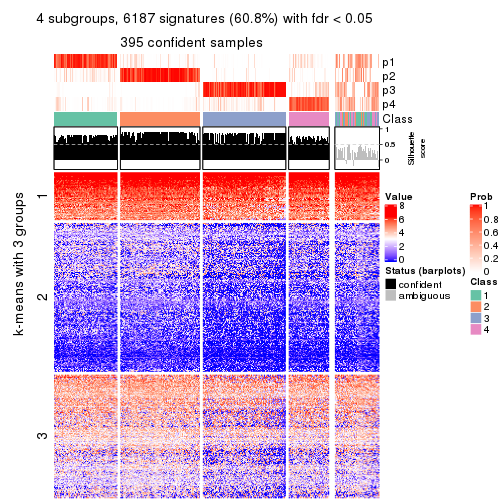 4 subgroups, 6187 signatures (60.8%) with fdr < 0.05
395 confident samples
p1
p2
p3
p4
Class
1
0.5
0
Silhouette
score
k-means with 3 groups
1
2
3
Value
8
6
4
2
0
Prob
1
0.8
0.6
0.4
0.2
0
Status (barplots)
confident
ambiguous
Class
1
2
3
4